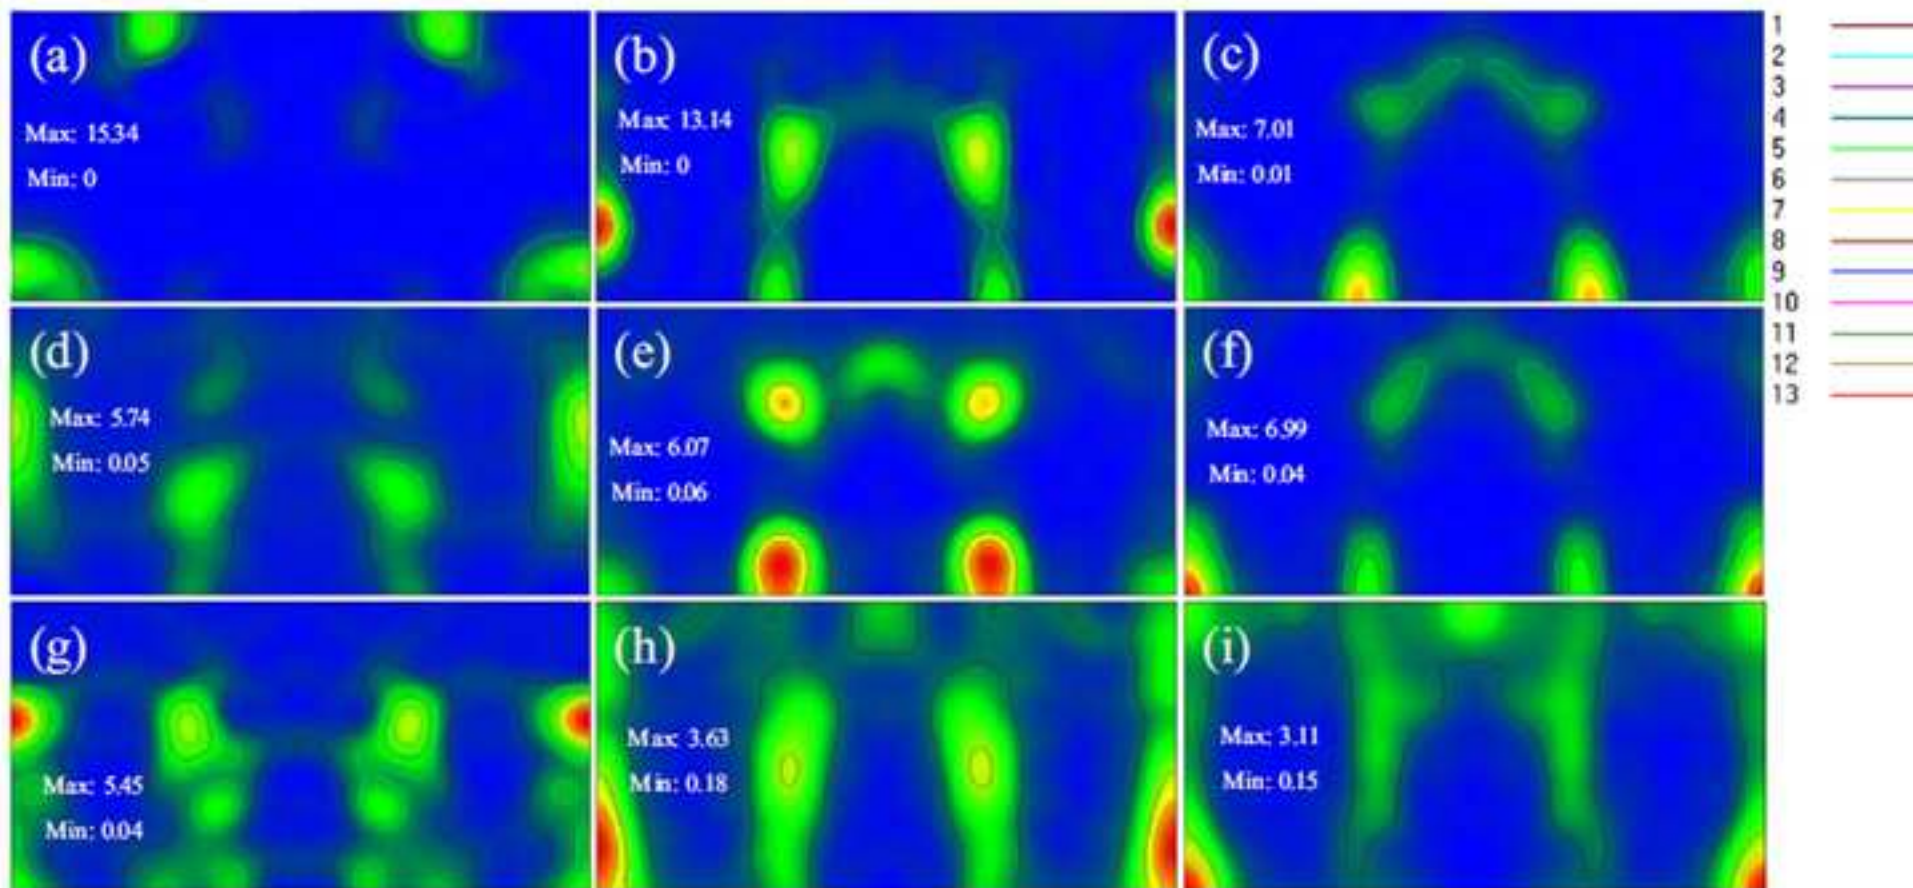 (a)
Max: 15.34
Min: 0
(b)
Max: 13.14
Min: 0
(c)
Max: 7.01
Min: 0.01
(d)
Max: 5.74
Min: 0.05
(e)
Max: 6.07
Min: 0.06
(f)
Max: 6.99
Min: 0.04
(g)
Max: 5.45
Min: 0.04
(h)
Max: 3.63
Min: 0.18
(i)
Max: 3.11
Min: 0.15
1
2
3
4
5
6
7
8
9
10
11
12
13